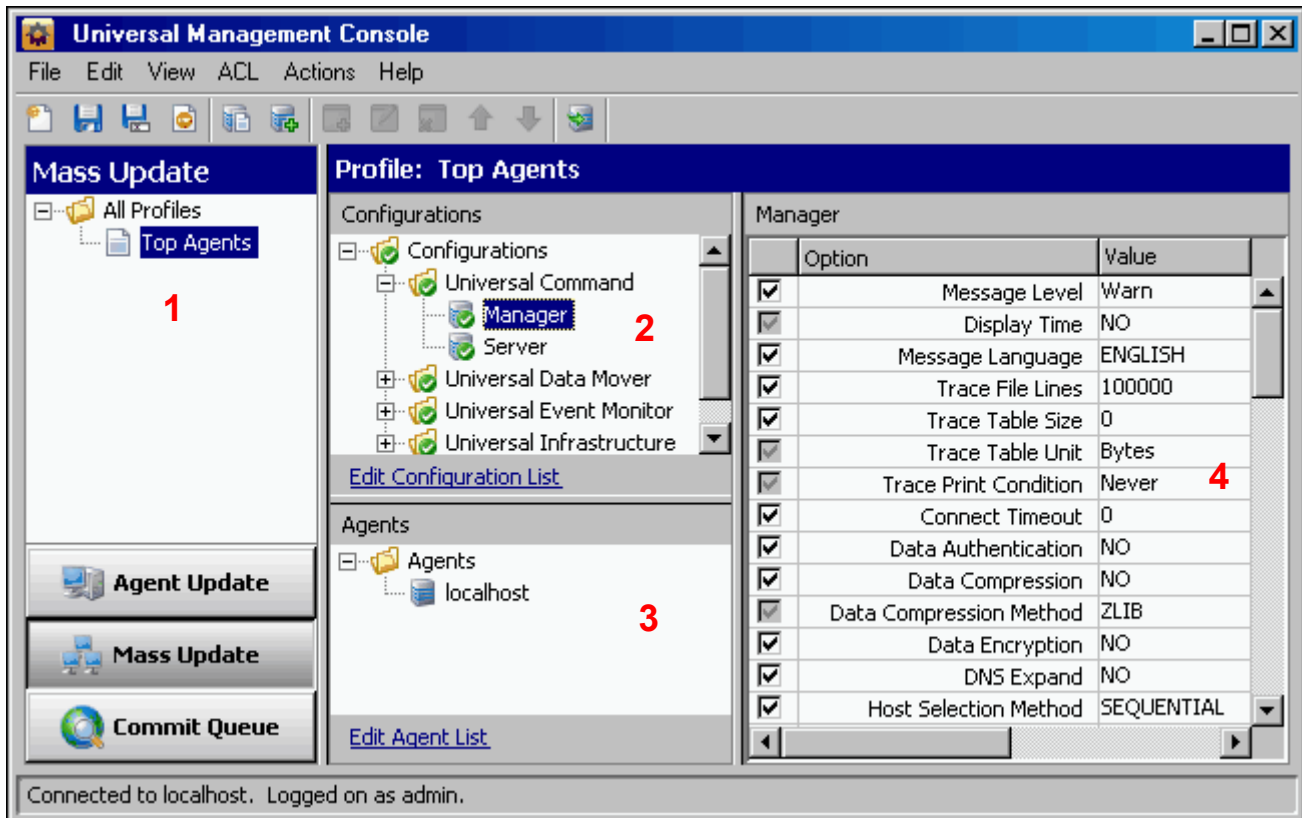 Universal Management Console
File Edit View ACL Actions Help
Mass Update
All Profiles
Top Agents
1
Agent Update
Mass Update
Commit Queue
Profile: Top Agents
Configurations
Configurations
Universal Command
Manager
Server
2
Universal Data Mover
Universal Event Monitor
Universal Infrastructure
Edit Configuration List
Agents
Agents
localhost
3
Edit Agent List
Manager
Option Value
Message Level Warn
Display Time NO
Message Language ENGLISH
Trace File Lines 100000
Trace Table Size 0
Trace Table Unit Bytes
Trace Print Condition Never
4
Connect Timeout 0
Data Authentication NO
Data Compression NO
Data Compression Method ZLIB
Data Encryption NO
DNS Expand NO
Host Selection Method SEQUENTIAL
Connected to localhost. Logged on as admin.